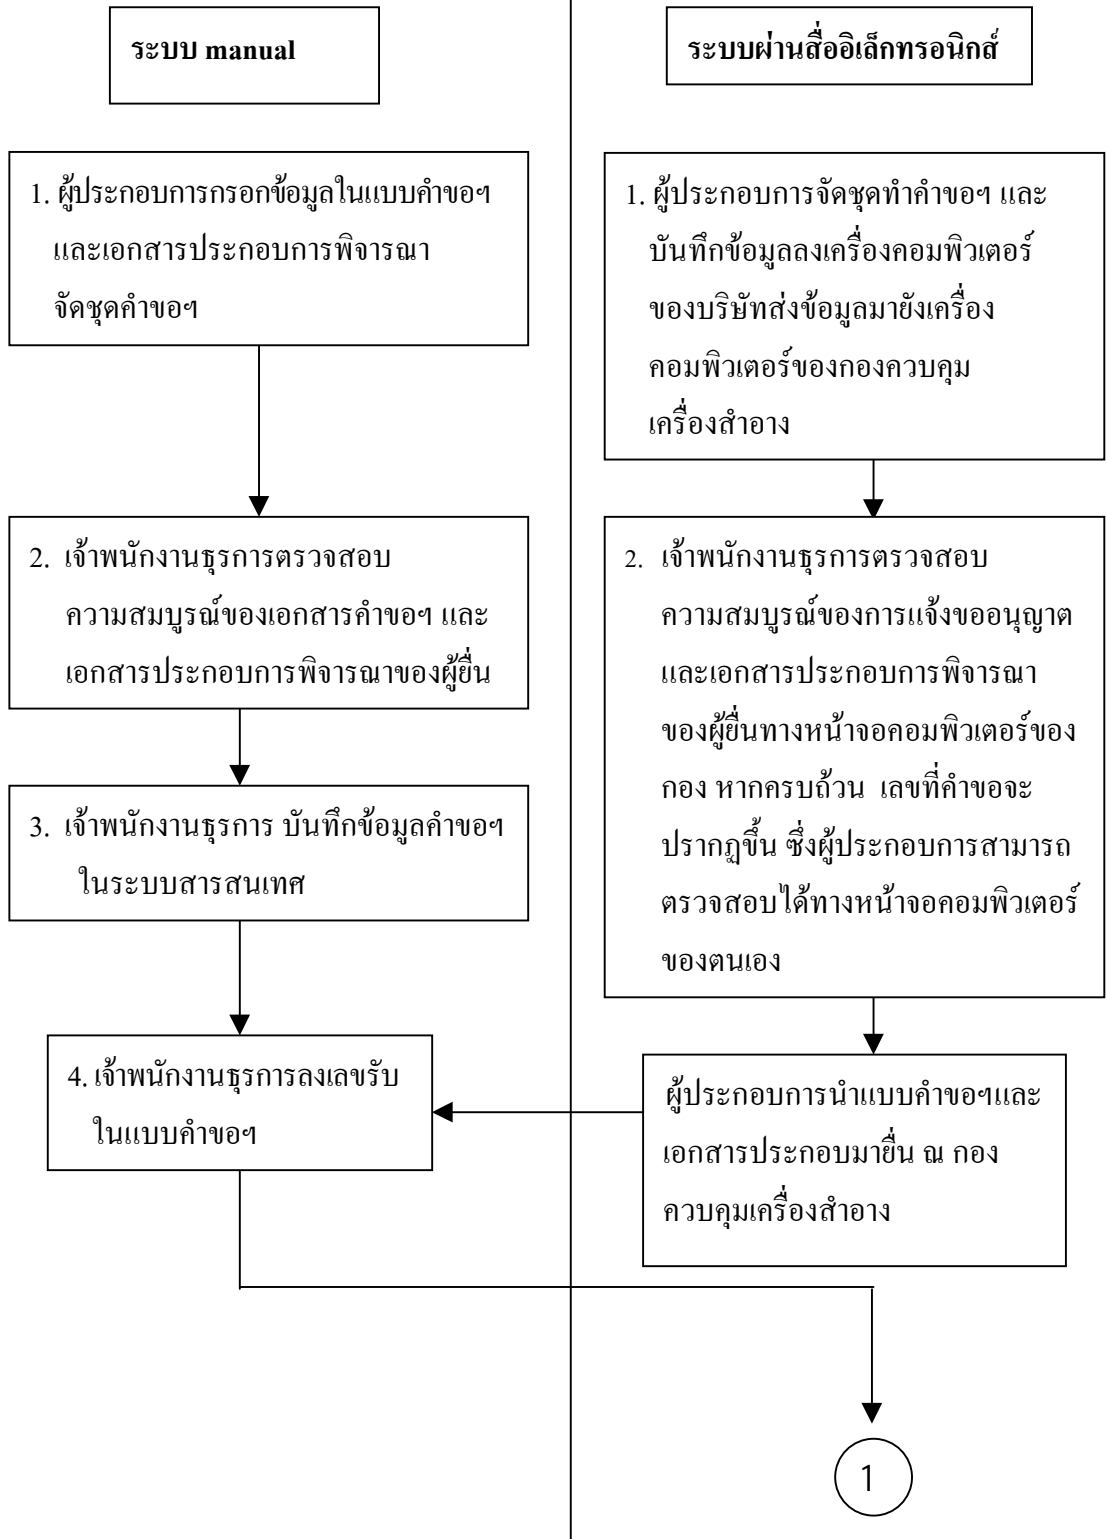 ระบบ manual
1. ผู้ประกอบการกรอกข้อมูลในแบบคำขอฯ
และเอกสารประกอบการพิจารณา
จัดชุดคำขอฯ
2. เจ้าพนักงานธุรการตรวจสอบ
ความสมบูรณ์ของเอกสารคำขอฯ และ
เอกสารประกอบการพิจารณาของผู้ยื่น
3. เจ้าพนักงานธุรการ บันทึกข้อมูลคำขอฯ
ในระบบสารสนเทศ
4. เจ้าพนักงานธุรการลงเลขรับ
ในแบบคำขอฯ
ระบบผ่านสื่ออิเล็กทรอนิกส์
1. ผู้ประกอบการจัดชุดทำคำขอฯ และ
บันทึกข้อมูลลงเครื่องคอมพิวเตอร์
ของบริษัทส่งข้อมูลมายังเครื่อง
คอมพิวเตอร์ของกองควบคุม
เครื่องสำอาง
2. เจ้าพนักงานธุรการตรวจสอบ
ความสมบูรณ์ของการแจ้งขออนุญาต
และเอกสารประกอบการพิจารณา
ของผู้ยื่นทางหน้าจอคอมพิวเตอร์ของ
กอง หากครบถ้วน เลขที่คำขอจะ
ปรากฏขึ้น ซึ่งผู้ประกอบการสามารถ
ตรวจสอบได้ทางหน้าจอคอมพิวเตอร์
ของตนเอง
ผู้ประกอบการนำแบบคำขอฯและ
เอกสารประกอบมายื่น ณ กอง
ควบคุมเครื่องสำอาง
1